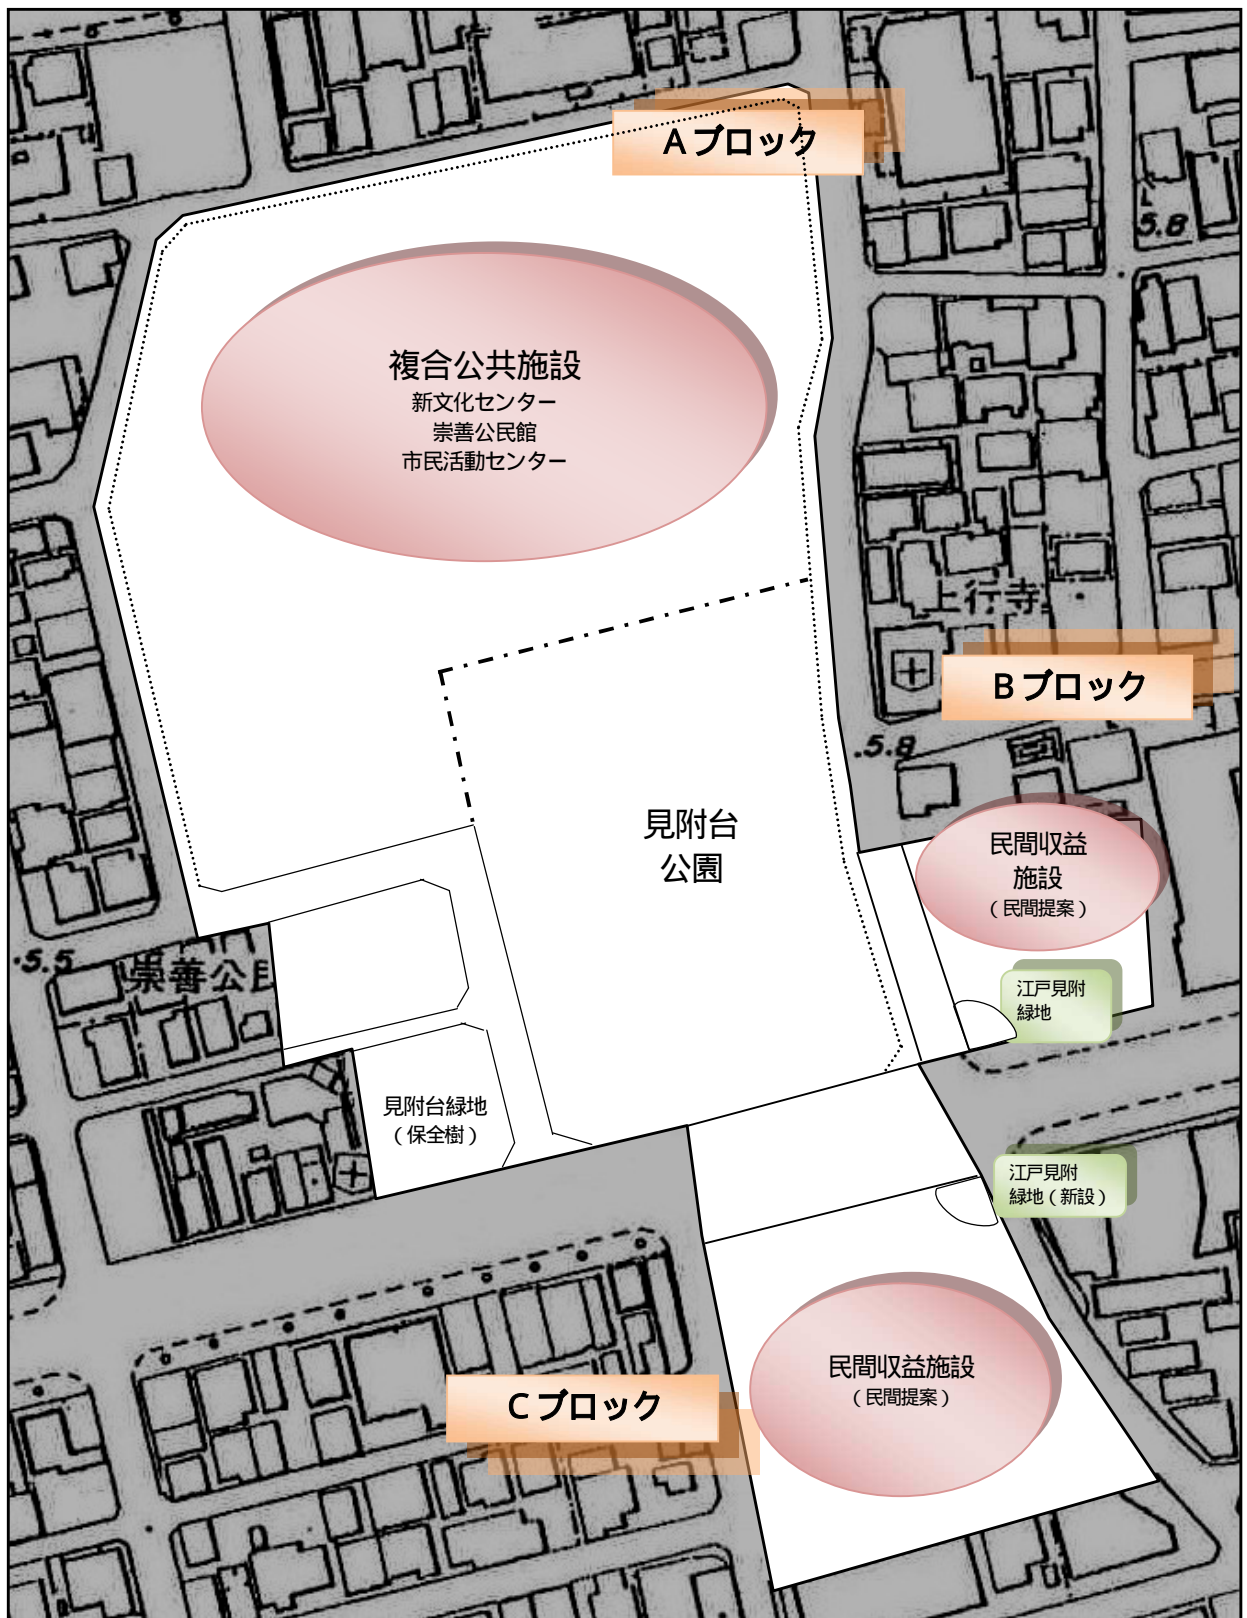 Aブロック
5.8
複合公共施設
新文化センター
崇善公民館
市民活動センター
上行寺
Bブロック
.5.8
見附台
公園
民間収益
施設
（民間提案）
・5.5
崇善公民
江戸見附
緑地
見附台緑地
（保全樹）
江戸見附
緑地（新設）
民間収益施設
（民間提案）
Cブロック